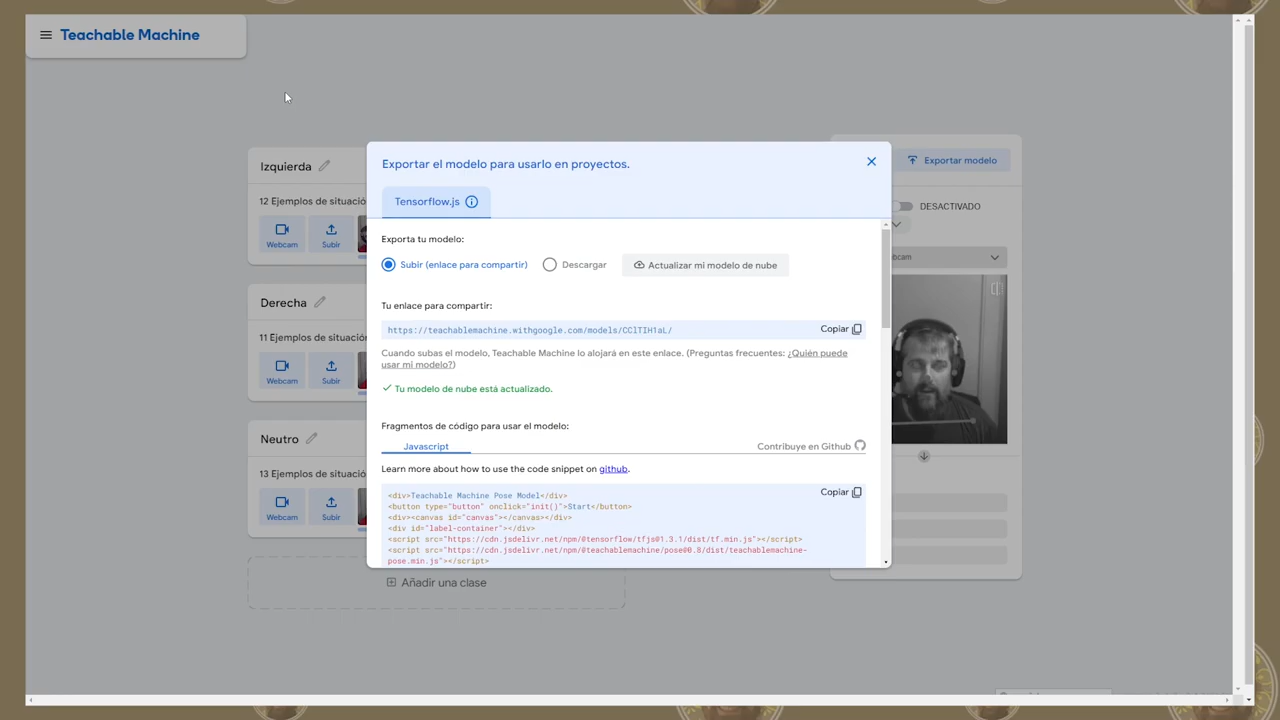 Teachable Machine
Exportar el modelo para usarlo en proyectos.
Tensorflow.js
Exporta tu modelo:
Subir (enlace para compartir)
Descargar
Actualizar mi modelo de nube
Tu enlace para compartir:
https://teachablemachine.withgoogle.com/models/CClTIH1aL/
Copiar
Cuando subas el modelo, Teachable Machine lo alojará en este enlace. (Preguntas frecuentes: ¿Quién puede
usar mi modelo?)
Tu modelo de nube está actualizado.
Fragmentos de código para usar el modelo:
Javascript
Contribuye en Github
Learn more about how to use the code snippet on github.
Copiar
<div>Teachable Machine Pose Model</div>
<button type="button" onclick="init()">Start</button>
<div><canvas id="canvas"></canvas></div>
<div id="label-container"></div>
<script src="https://cdn.jsdelivr.net/npm/@tensorflow/tfjs@1.3.1/dist/tf.min.js"></script>
<script src="https://cdn.jsdelivr.net/npm/@teachablemachine/pose@0.8/dist/teachablemachine-
pose.min.js"></script>
Izquierda
12 Ejemplos de situació
Webcam
Subir
Derecha
11 Ejemplos de situació
Webcam
Subir
Neutro
13 Ejemplos de situació
Webcam
Subir
Añadir una clase
Exportar modelo
DESACTIVADO